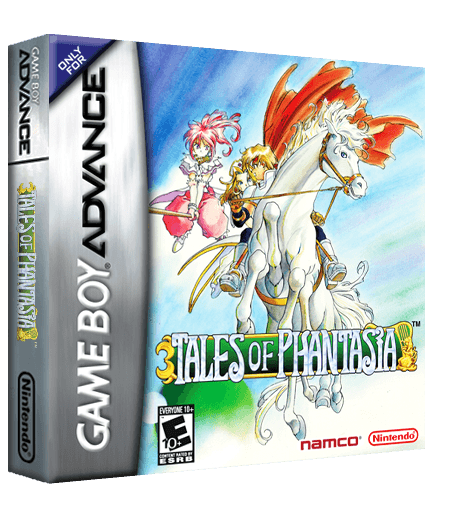 GAME BOY
ADVANCE
TALES OF PHANTASIA
™
Nintendo®
ONLY
FOR
GAME BOY ADVANCE
TALES OF PHANTASIA™
EVERYONE 10+
E
10+
CONTENT RATED BY
ESRB
namco®
Nintendo®